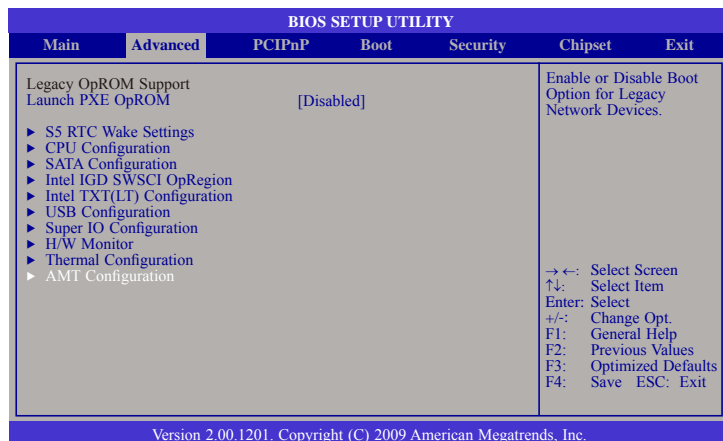 BIOS SETUP UTILITY
Main Advanced PCIPnP Boot Security Chipset Exit
Legacy OpROM Support
Launch PXE OpROM [Disabled]
► S5 RTC Wake Settings
► CPU Configuration
► SATA Configuration
► Intel IGD SWSCI OpRegion
► Intel TXT(LT) Configuration
► USB Configuration
► Super IO Configuration
► H/W Monitor
► Thermal Configuration
► AMT Configuration
Enable or Disable Boot
Option for Legacy
Network Devices.
→ ←: Select Screen
↑↓: Select Item
Enter: Select
+/-: Change Opt.
F1: General Help
F2: Previous Values
F3: Optimized Defaults
F4: Save ESC: Exit
Version 2.00.1201. Copyright (C) 2009 American Megatrends, Inc.